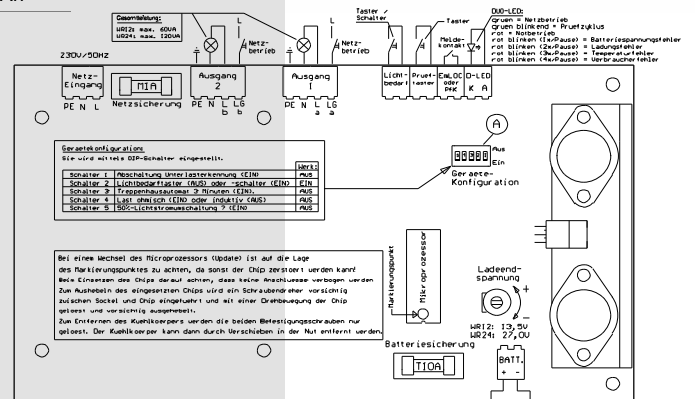 Gesamtleistung:
WR12: max. 60VA
WR24: max. 120VA
L
Netz-
betrieb
L
Netz-
betrieb
Taster /
Schalter
Taster
Melde-
kontakt
DUO-LED:
gruen = Netzbetrieb
gruen blinkend = Pruefzyklus
rot = Notbetrieb
rot blinken (1x/Pause) = Batteriespannungsfehler
rot blinken (2x/Pause) = Ladungsfehler
rot blinken (3x/Pause) = Temperaturfehler
rot blinken (4x/Pause) = Verbraucherfehler
230V/50HZ
Netz-
Eingang
PE N L
M1A
Netzsicherung
Ausgang
2
PE N L LG
b b
Ausgang
1
PE N L LG
a a
Licht-
bedarf
Pruef-
taster
EmLOC
oder
PfK
D-LED
K A
A
Aus
Ein
Geraete-
Konfiguration
Geraetekonfiguration:
Sie wird mittels DIP-Schalter eingestellt.
Werk:
Schalter 1 Abschaltung Unterlasterkennung (EIN) AUS
Schalter 2 Lichtbedarftaster (AUS) oder -schalter (EIN) EIN
Schalter 3 Treppenhausautomat 3 Minuten (EIN). AUS
Schalter 4 Last ohmisch (EIN) oder induktiv (AUS) AUS
Schalter 5 50%-Lichtstromumschaltung ? (EIN) AUS
Bei einem Wechsel des Microprozessors (Update) ist auf die Lage
des Markierungspunktes zu achten, da sonst der Chip zerstoert werden kann!
Beim Einsetzen des Chips darauf achten, dass keine Anschluesse verbogen werden
Zum Aushebeln des eingesetzten Chips wird ein Schraubendreher vorsichtig
zwischen Sockel und Chip eingefuehrt und mit einer Drehbewegung der Chip
geloest und vorsichtig ausgehebelt.
Zum Entfernen des Kuehlkoerpers werden die beiden Befestigungsschrauben nur
geloest. Der Kuehlkoerper kann dann durch Verschieben in der Nut entfernt werden.
Markierungspunkt
Mikroprozessor
Ladeend-
spannung
+
-
WR12: 13,5V
WR24: 27,0V
Batteriesicherung
T10A
BATT.
+ -